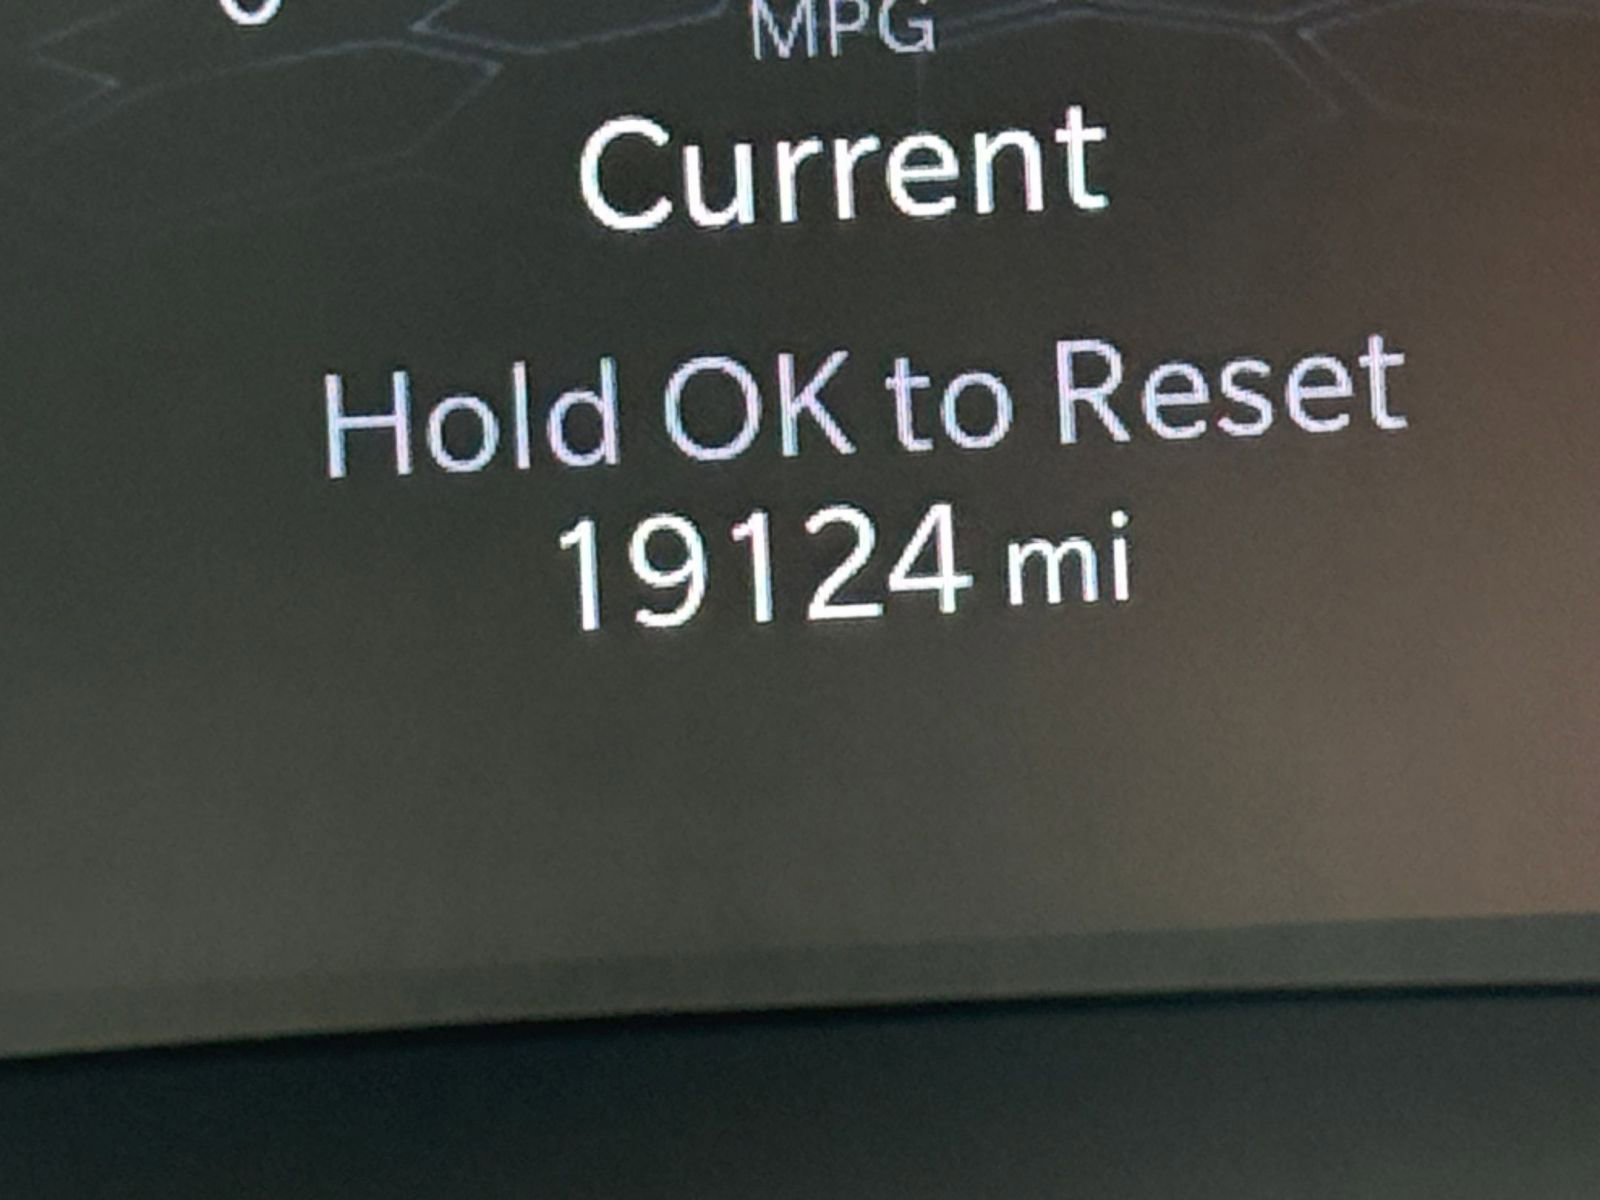 MPG
Current
Hold OK to Reset
19124 mi